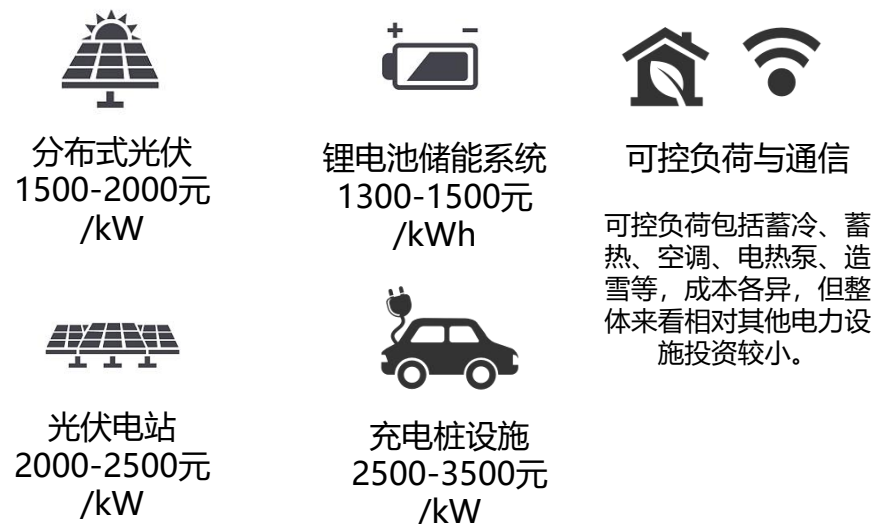 分布式光伏
1500-2000元
/kW
锂电池储能系统
1300-1500元
/kWh
可控负荷与通信
可控负荷包括蓄冷、蓄
热、空调、电热泵、造
雪等，成本各异，但整
体来看相对其他电力设
施投资较小。
光伏电站
2000-2500元
/kW
充电桩设施
2500-3500元
/kW